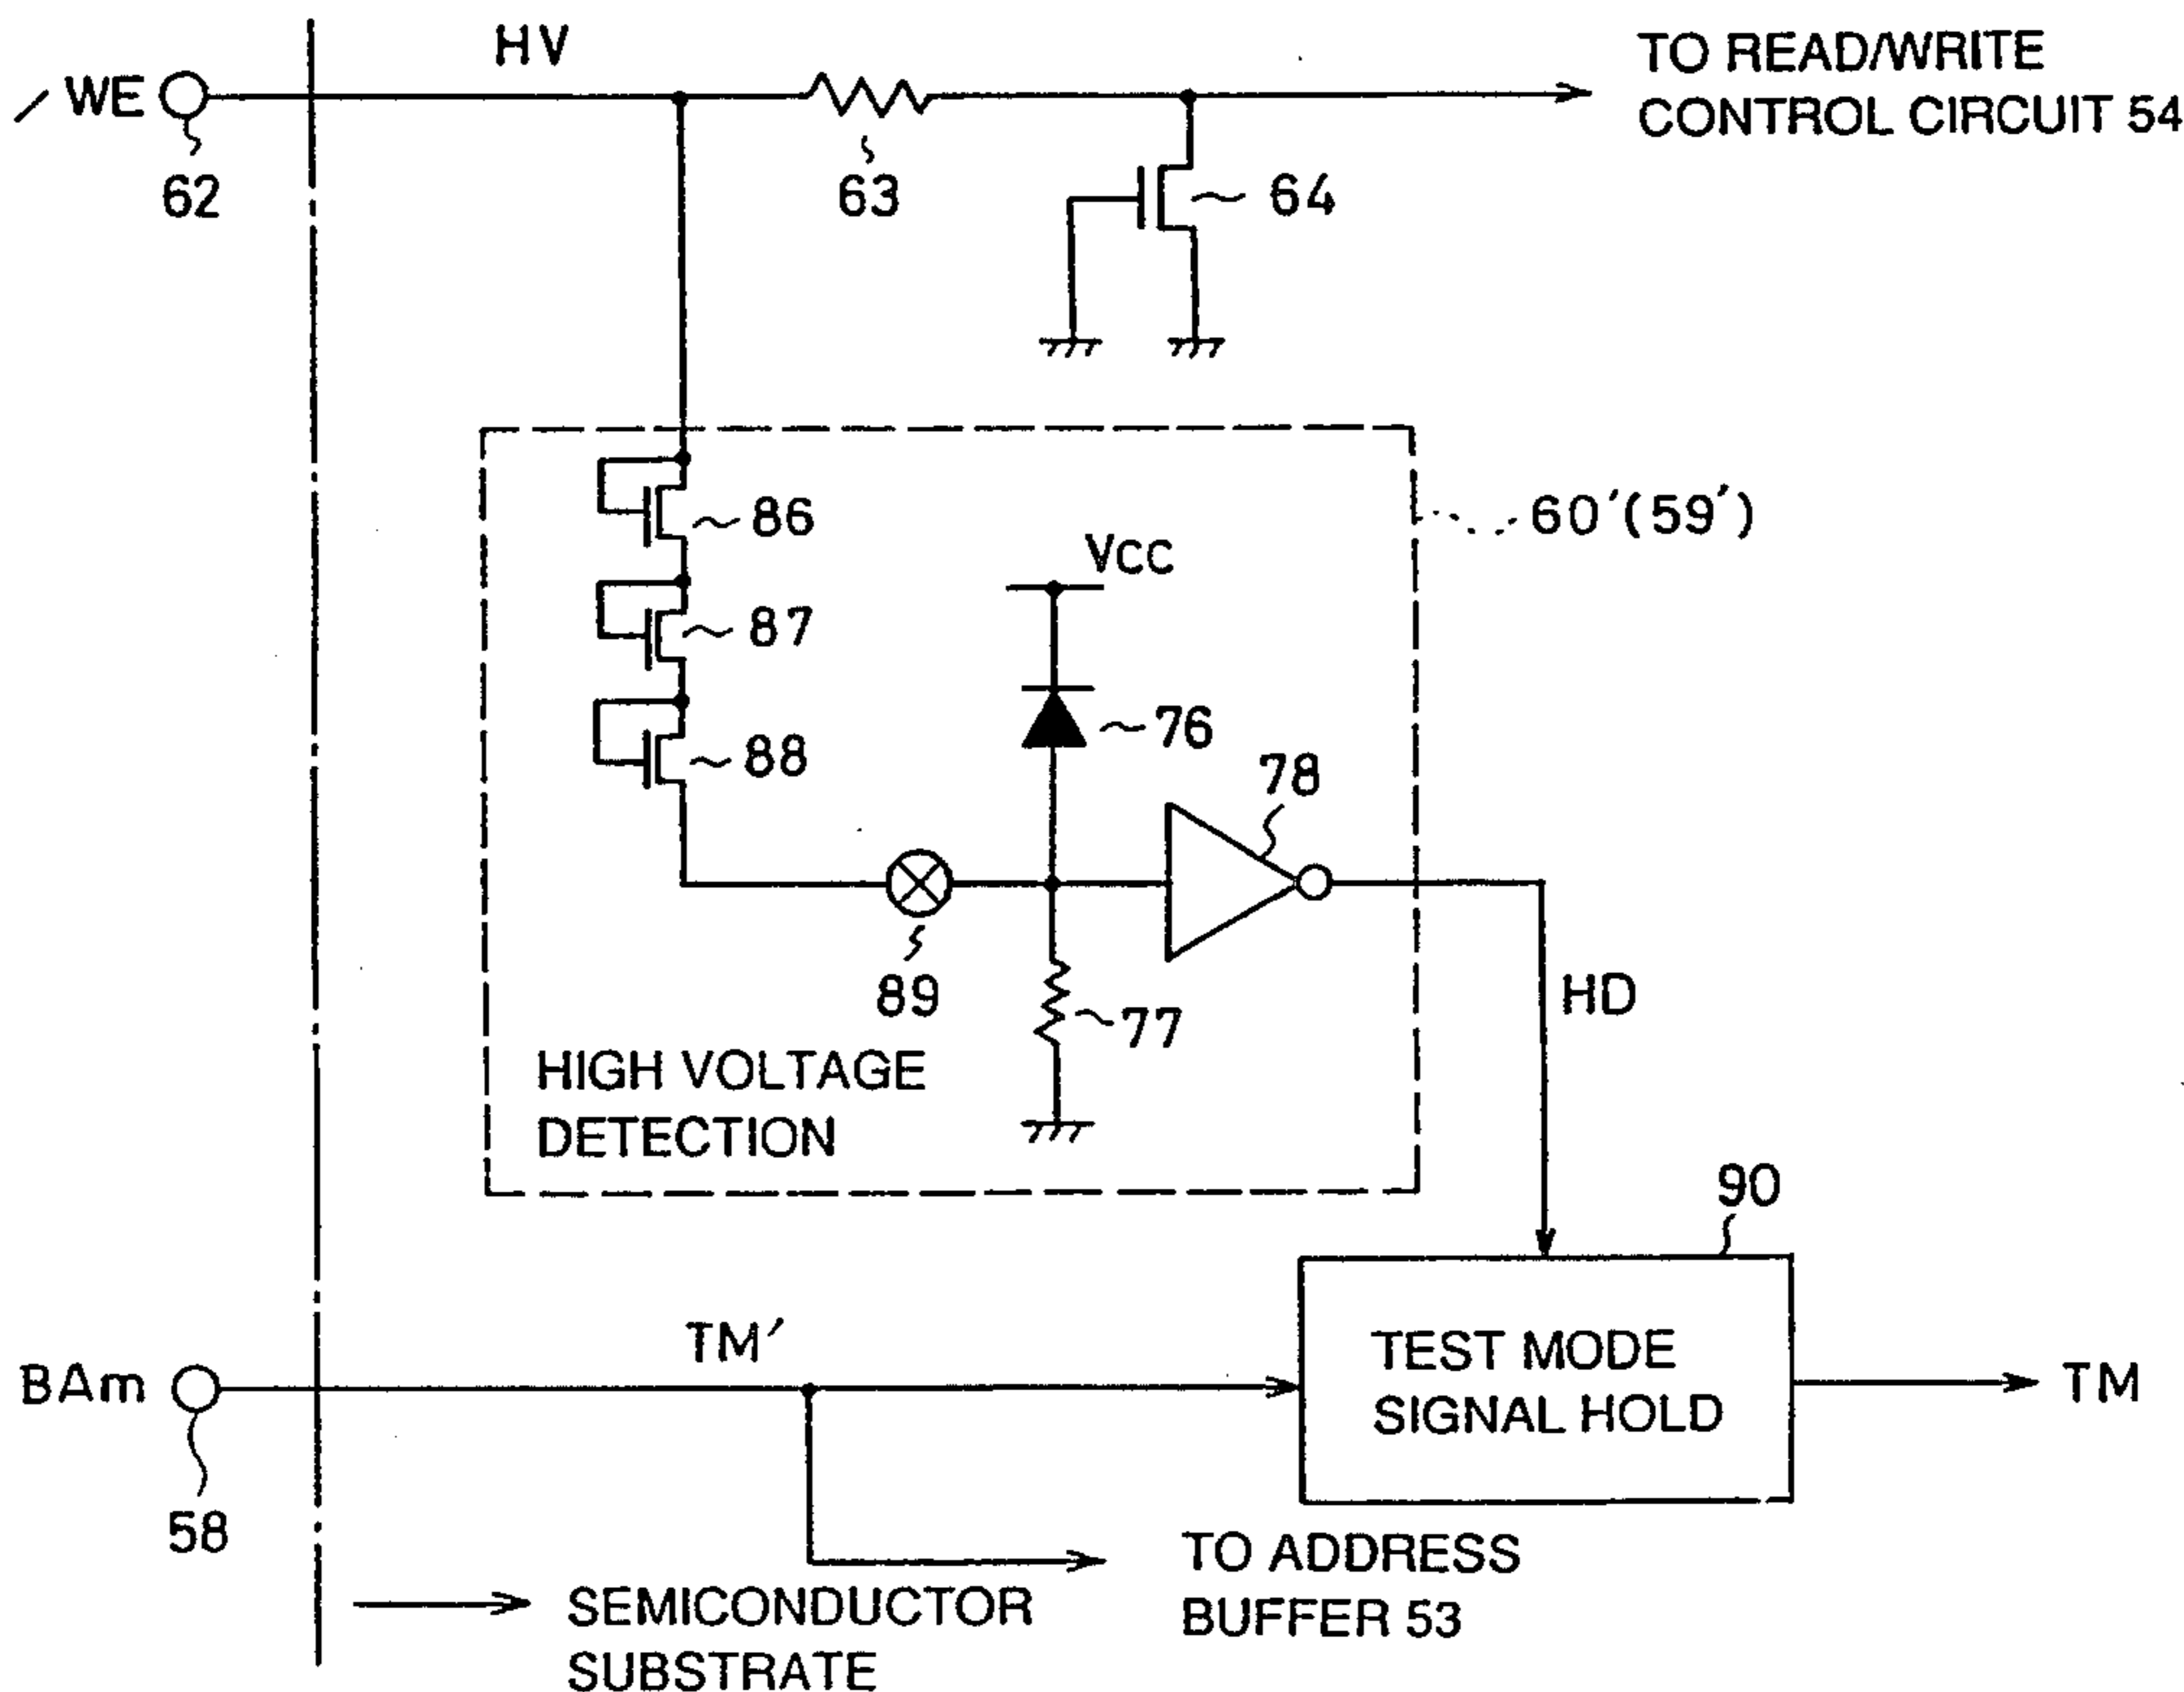 HV
TO READ/WRITE
CONTROL CIRCUIT 54
/WE
62
63
64
86
60'(59')
VCC
87
76
88
78
89
77
HD
HIGH VOLTAGE
DETECTION
90
TM'
TEST MODE
SIGNAL HOLD
BAm
TM
58
TO ADDRESS
BUFFER 53
SEMICONDUCTOR
SUBSTRATE